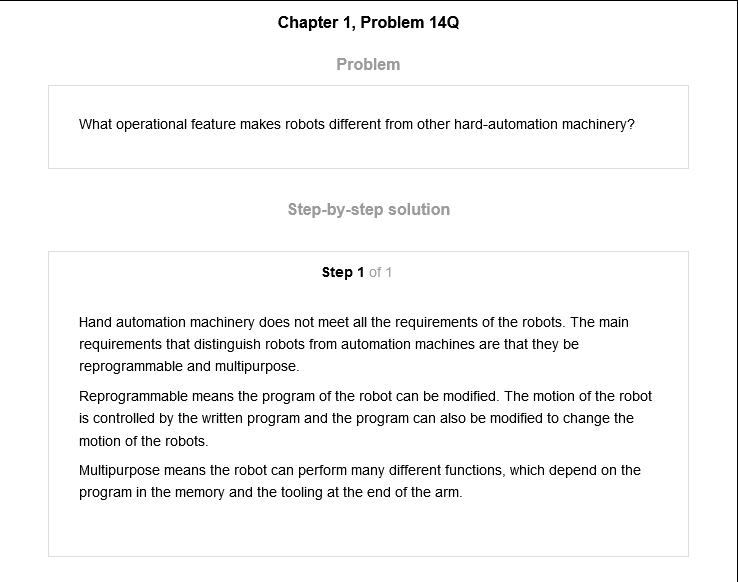 Chapter 1, Problem 14Q
Problem
What operational feature makes robots different from other hard-automation machinery?
Step-by-step solution
Step 1 of 1
Hand automation machinery does not meet all the requirements of the robots. The main
requirements that distinguish robots from automation machines are that they be
reprogrammable and multipurpose.
Reprogrammable means the program of the robot can be modified. The motion of the robot
is controlled by the written program and the program can also be modified to change the
motion of the robots.
Multipurpose means the robot can perform many different functions, which depend on the
program in the memory and the tooling at the end of the arm.